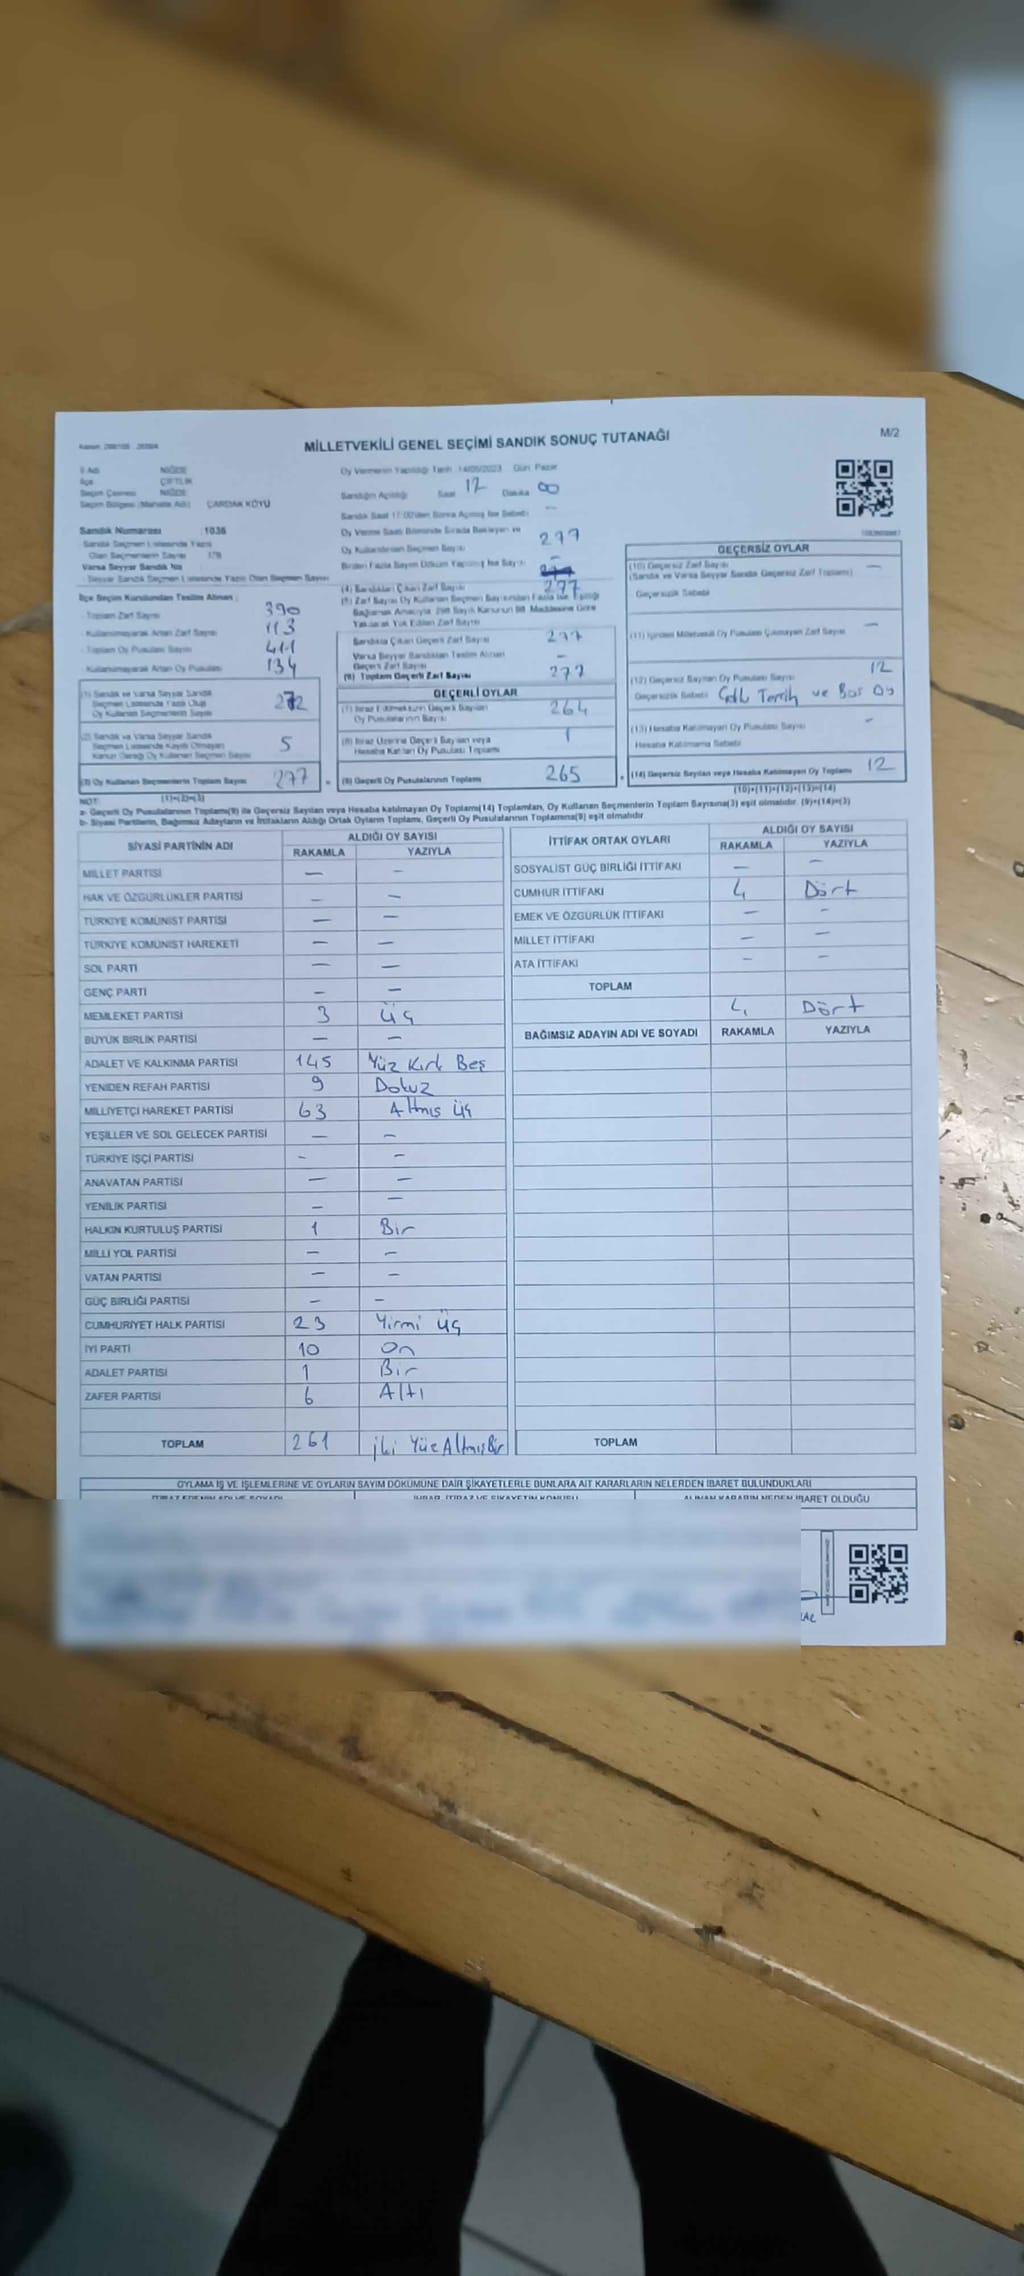 MİLLETVEKİLİ GENEL SEÇİMİ SANDIK SONUÇ TUTANAĞI
M/2
İl Adı NİĞDE
İlçe ÇİFTLİK
Seçim Çevresi NİĞDE
Seçim Bölgesi (Mahalle Adı) ÇARDAK KÖYÜ
Sandık Numarası : 1036
Sandık Seçmen Listesinde Yazılı
Olan Seçmenlerin Sayısı
Varsa Seyyar Sandık No
Seyyar Sandık Seçmen Listesinde Yazılı Olan Seçmen Sayısı
İlçe Seçim Kurulundan Teslim Alınan :
Toplam Zarf Sayısı 390
Kullanılmayarak Artan Zarf Sayısı 113
Toplam Oy Pusulası Sayısı 411
Kullanılmayarak Artan Oy Pusulası 134
(1) Sandık ve Varsa Seyyar Sandık
Seçmen Listesinde Yazılı Olup
Oy Kullanan Seçmenlerin Sayısı 272
(2) Sandık ve Varsa Seyyar Sandık
Seçmen Listesinde Kayıtlı Olmayan
Kanun Gereği Oy Kullanan Seçmen Sayısı 5
(3) Oy Kullanan Seçmenlerin Toplam Sayısı 277
(1)+(2)=(3)
Oy Vermenin Yapıldığı Tarih 14/05/2023 Gün Pazar
Sandığın Açıldığı Saat 17 Dakika 00
Sandık Saat 17:00'den Sonra Açılmış İse Sebebi —
Oy Verme Saati Bitiminde Sırada Bekleyen ve
Oy Kullandırılan Seçmen Sayısı 277
Birden Fazla Sayım Döküm Yapılmış İse Sayısı —
(4) Sandıktan Çıkan Zarf Sayısı 277
(5) Zarf Sayısı Oy Kullanan Seçmen Sayısından Fazla İse Eşitliği
Sağlamak Amacıyla 298 Sayılı Kanunun 98. Maddesine Göre
Yakılarak Yok Edilen Zarf Sayısı
Sandıkta Çıkan Geçerli Zarf Sayısı 277
Varsa Seyyar Sandıktan Teslim Alınan
Geçerli Zarf Sayısı —
(6) Toplam Geçerli Zarf Sayısı 277
GEÇERLİ OYLAR
(7) İtiraz Edilmeksizin Geçerli Sayılan
Oy Pusulalarının Sayısı 264
(8) İtiraz Üzerine Geçerli Sayılan veya
Hesaba Katılan Oy Pusulası Toplamı 1
(9) Geçerli Oy Pusulalarının Toplamı 265
GEÇERSİZ OYLAR
(10) Geçersiz Zarf Sayısı
(Sandık ve Varsa Seyyar Sandık Geçersiz Zarf Toplamı) —
Geçersizlik Sebebi
(11) İçinden Milletvekili Oy Pusulası Çıkmayan Zarf Sayısı —
(12) Geçersiz Sayılan Oy Pusulası Sayısı 12
Geçersizlik Sebebi Çoklu Tercih ve Boş Oy
(13) Hesaba Katılmayan Oy Pusulası Sayısı -
Hesaba Katılmama Sebebi
(14) Geçersiz Sayılan veya Hesaba Katılmayan Oy Toplamı 12
(10)+(11)+(12)+(13)=(14)
NOT:
a- Geçerli Oy Pusulalarının Toplamı(9) ile Geçersiz Sayılan veya Hesaba katılmayan Oy Toplamı(14) Toplamları, Oy Kullanan Seçmenlerin Toplam Sayısına(3) eşit olmalıdır. (9)+(14)=(3)
b- Siyasi Partilerin, Bağımsız Adayların ve İttifakların Aldığı Oyların Toplamı, Geçerli Oy Pusulalarının Toplamına(9) eşit olmalıdır
SİYASİ PARTİNİN ADI ALDIĞI OY SAYISI
RAKAMLA YAZIYLA
MİLLET PARTİSİ — —
HAK VE ÖZGÜRLÜKLER PARTİSİ — —
TÜRKİYE KOMÜNİST PARTİSİ — —
TÜRKİYE KOMÜNİST HAREKETİ — —
SOL PARTİ — —
GENÇ PARTİ — —
MEMLEKET PARTİSİ 3 Üç
BÜYÜK BİRLİK PARTİSİ — —
ADALET VE KALKINMA PARTİSİ 145 Yüz Kırk Beş
YENİDEN REFAH PARTİSİ 9 Dokuz
MİLLİYETÇİ HAREKET PARTİSİ 63 Altmış üç
YEŞİLLER VE SOL GELECEK PARTİSİ — —
TÜRKİYE İŞÇİ PARTİSİ - —
ANAVATAN PARTİSİ — —
YENİLİK PARTİSİ — —
HALKIN KURTULUŞ PARTİSİ 1 Bir
MİLLİ YOL PARTİSİ — —
VATAN PARTİSİ — —
GÜÇ BİRLİĞİ PARTİSİ — —
CUMHURİYET HALK PARTİSİ 23 Yirmi üç
İYİ PARTİ 10 On
ADALET PARTİSİ 1 Bir
ZAFER PARTİSİ 6 Altı
TOPLAM 261 İki Yüz Altmış Bir
İTTİFAK ORTAK OYLARI ALDIĞI OY SAYISI
RAKAMLA YAZIYLA
SOSYALİST GÜÇ BİRLİĞİ İTTİFAKI — —
CUMHUR İTTİFAKI 4 Dört
EMEK VE ÖZGÜRLÜK İTTİFAKI — -
MİLLET İTTİFAKI — —
ATA İTTİFAKI - —
TOPLAM 4 Dört
BAĞIMSIZ ADAYIN ADI VE SOYADI RAKAMLA YAZIYLA
TOPLAM
OYLAMA İŞ VE İŞLEMLERİNE VE OYLARIN SAYIM DÖKÜMÜNE DAİR ŞİKAYETLERLE BUNLARA AİT KARARLARIN NELERDEN İBARET BULUNDUKLARI
ALINAN KARARIN NEDEN İBARET OLDUĞU